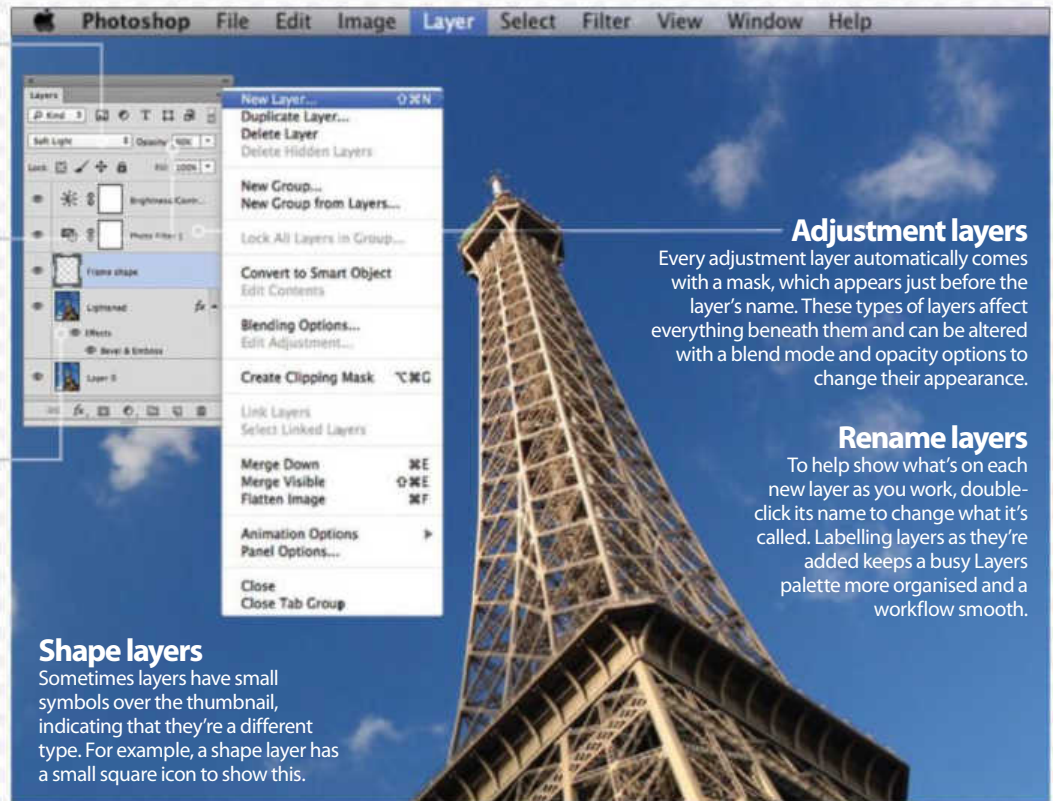 Photoshop File Edit Image Layer Select Filter View Window Help
Layers
Kind
Soft Light Opacity:
Lock: Fill: 100%
Brightness/Contr...
Photo Filter 1
Frame shape
Lightened fx
Effects
Bevel & Emboss
Layer 0
fx
New Layer... ⇧⌘N
Duplicate Layer...
Delete Layer
Delete Hidden Layers
New Group...
New Group from Layers...
Lock All Layers in Group...
Convert to Smart Object
Edit Contents
Blending Options...
Edit Adjustment...
Create Clipping Mask ⌥⌘G
Link Layers
Select Linked Layers
Merge Down ⌘E
Merge Visible ⇧⌘E
Flatten Image ⌘F
Animation Options
Panel Options...
Close
Close Tab Group
Adjustment layers
Every adjustment layer automatically comes
with a mask, which appears just before the
layer's name. These types of layers affect
everything beneath them and can be altered
with a blend mode and opacity options to
change their appearance.
Rename layers
To help show what's on each
new layer as you work, double-
click its name to change what it's
called. Labelling layers as they're
added keeps a busy Layers
palette more organised and a
workflow smooth.
Shape layers
Sometimes layers have small
symbols over the thumbnail,
indicating that they're a different
type. For example, a shape layer has
a small square icon to show this.